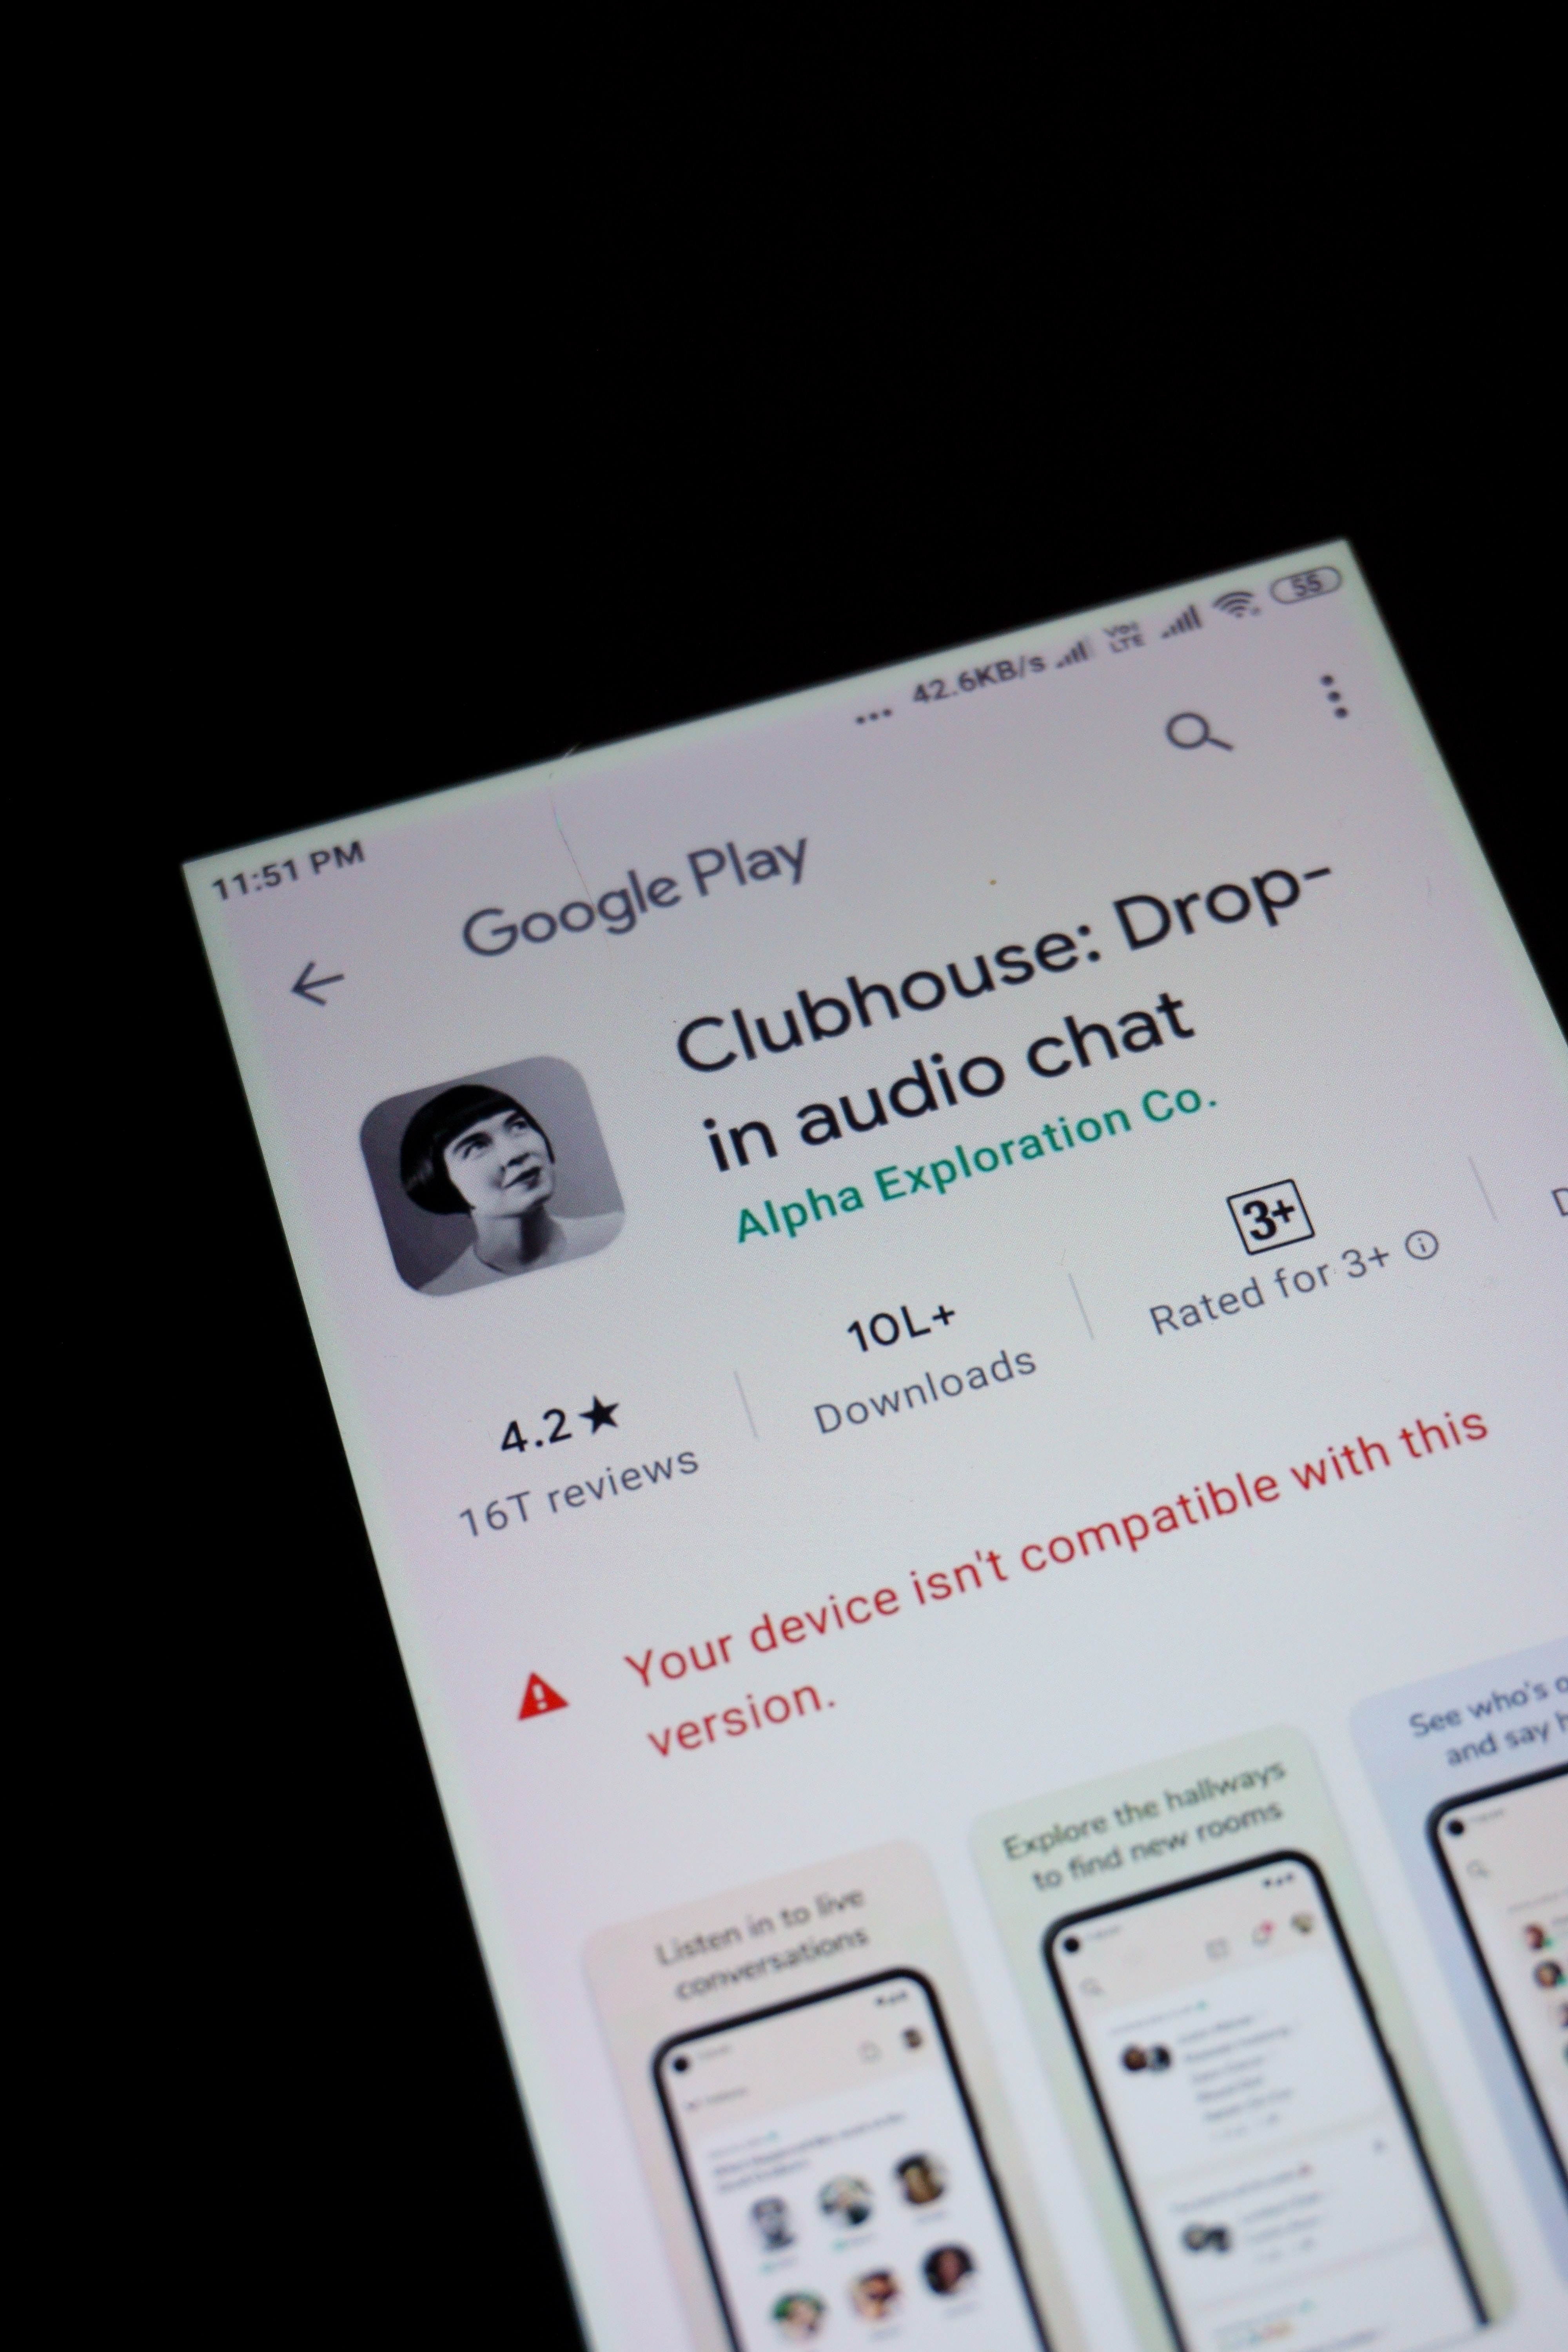 11:51 PM ... 42.6KB/s Vo) LTE 55
Google Play
Clubhouse: Drop-
in audio chat
Alpha Exploration Co.
4.2★
16T reviews
10L+
Downloads
3+
Rated for 3+
Your device isn't compatible with this
version.
Listen in to live
conversations
Explore the hallways
to find new rooms
See who's
and say